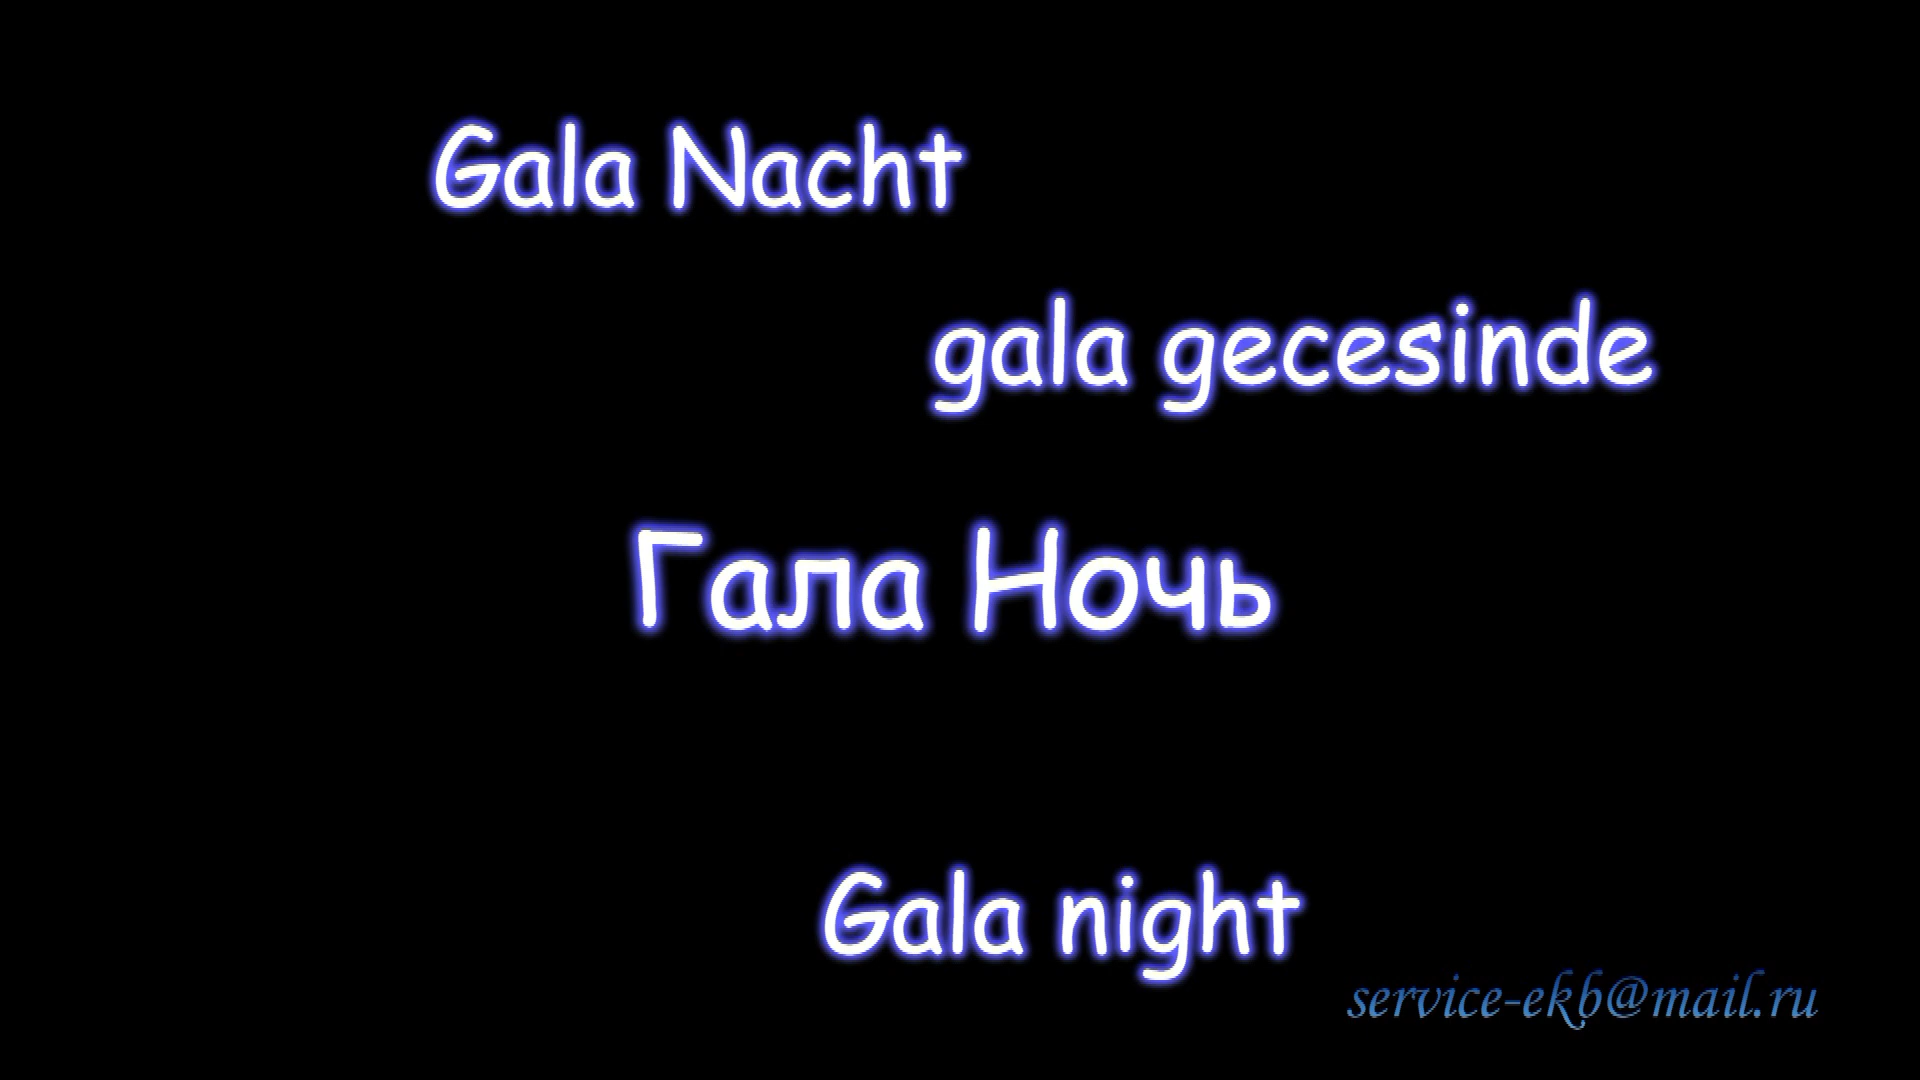 Gala Nacht
gala gecesinde
Гала Ночь
Gala night
service-ekb@mail.ru